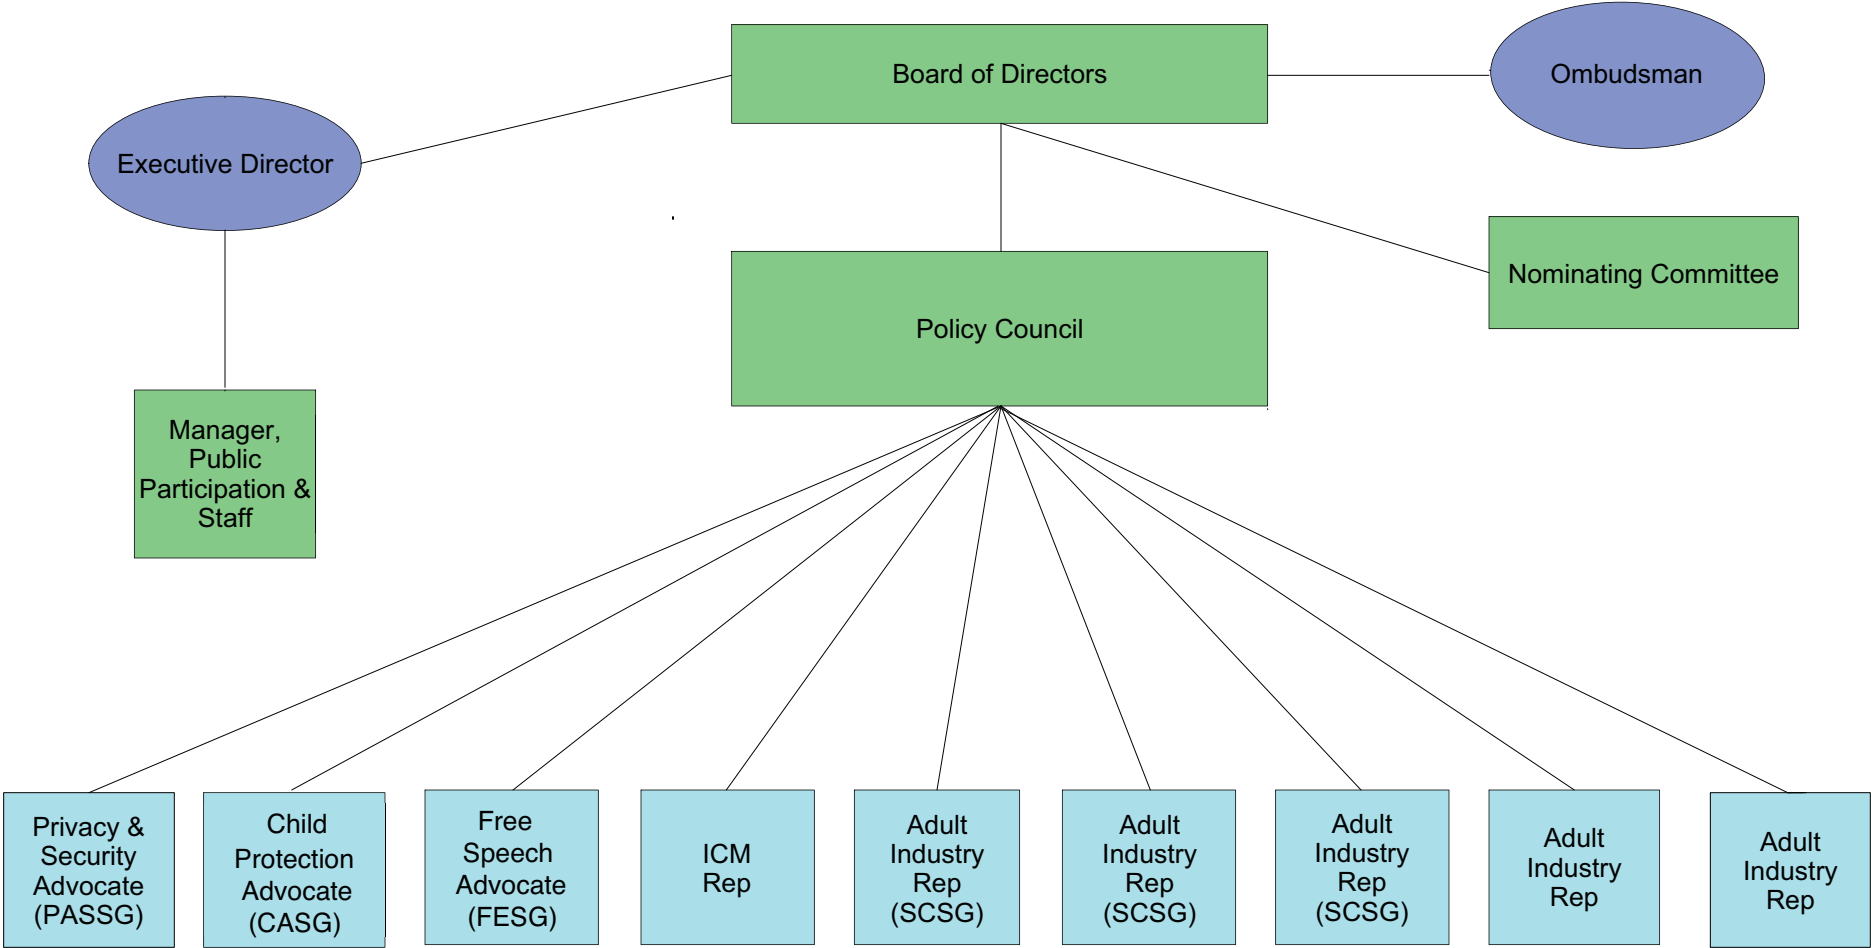 Board of Directors
Ombudsman
Executive Director
Nominating Committee
Policy Council
Manager,
Public
Participation &
Staff
Privacy &
Security
Advocate
(PASSG)
Child
Protection
Advocate
(CASG)
Free
Speech
Advocate
(FESG)
ICM
Rep
Adult
Industry
Rep
(SCSG)
Adult
Industry
Rep
(SCSG)
Adult
Industry
Rep
(SCSG)
Adult
Industry
Rep
Adult
Industry
Rep